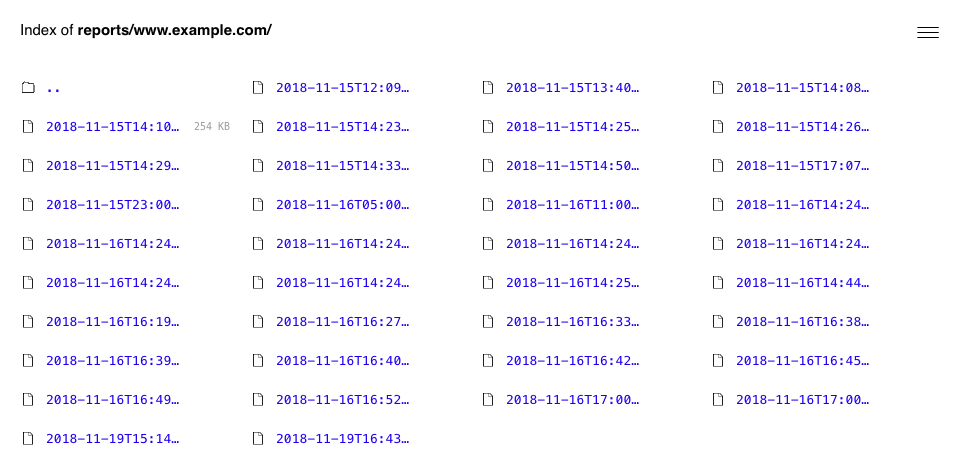 Index of reports/www.example.com/
.. 2018-11-15T12:09… 2018-11-15T13:40… 2018-11-15T14:08…
2018-11-15T14:10… 254 KB 2018-11-15T14:23… 2018-11-15T14:25… 2018-11-15T14:26…
2018-11-15T14:29… 2018-11-15T14:33… 2018-11-15T14:50… 2018-11-15T17:07…
2018-11-15T23:00… 2018-11-16T05:00… 2018-11-16T11:00… 2018-11-16T14:24…
2018-11-16T14:24… 2018-11-16T14:24… 2018-11-16T14:24… 2018-11-16T14:24…
2018-11-16T14:24… 2018-11-16T14:24… 2018-11-16T14:25… 2018-11-16T14:44…
2018-11-16T16:19… 2018-11-16T16:27… 2018-11-16T16:33… 2018-11-16T16:38…
2018-11-16T16:39… 2018-11-16T16:40… 2018-11-16T16:42… 2018-11-16T16:45…
2018-11-16T16:49… 2018-11-16T16:52… 2018-11-16T17:00… 2018-11-16T17:00…
2018-11-19T15:14… 2018-11-19T16:43…